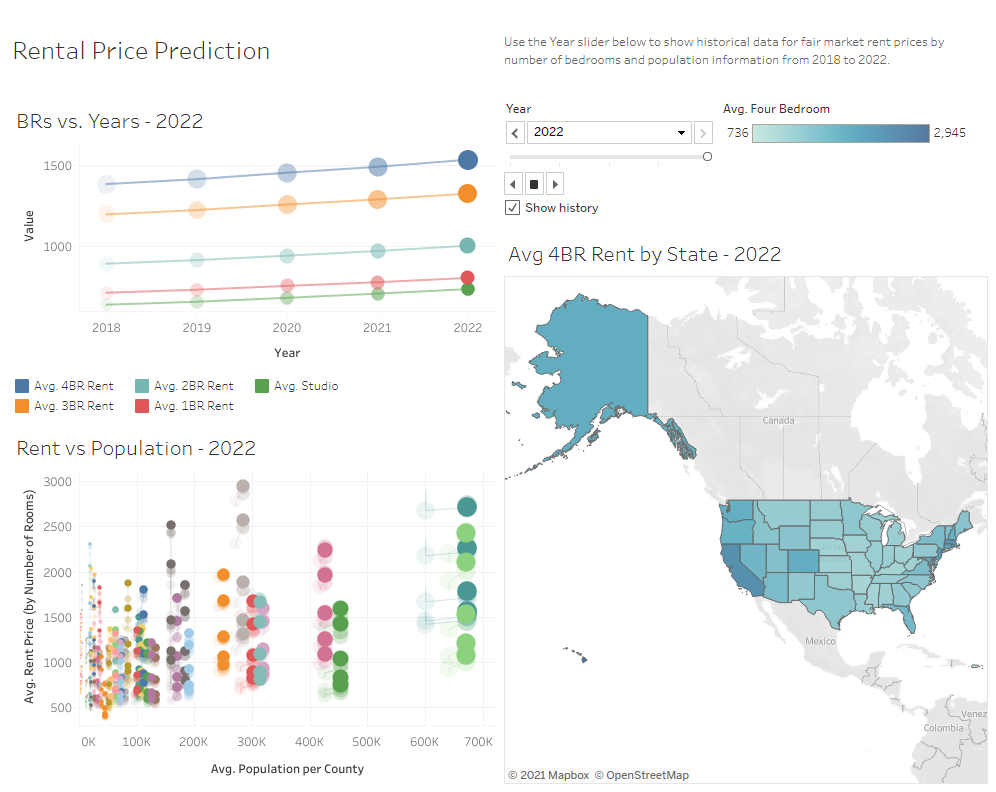 Rental Price Prediction
Use the Year slider below to show historical data for fair market rent prices by
number of bedrooms and population information from 2018 to 2022.
Year
2022
Show history
Avg. Four Bedroom
736
2,945
BRs vs. Years - 2022
Value
1500
1000
2018 2019 2020 2021 2022
Year
Avg. 4BR Rent Avg. 2BR Rent Avg. Studio
Avg. 3BR Rent Avg. 1BR Rent
Rent vs Population - 2022
Avg. Rent Price (by Number of Rooms)
3000
2500
2000
1500
1000
500
0K 100K 200K 300K 400K 500K 600K 700K
Avg. Population per County
Avg 4BR Rent by State - 2022
Canada
Mexico
Venez
Colombia
© 2021 Mapbox © OpenStreetMap